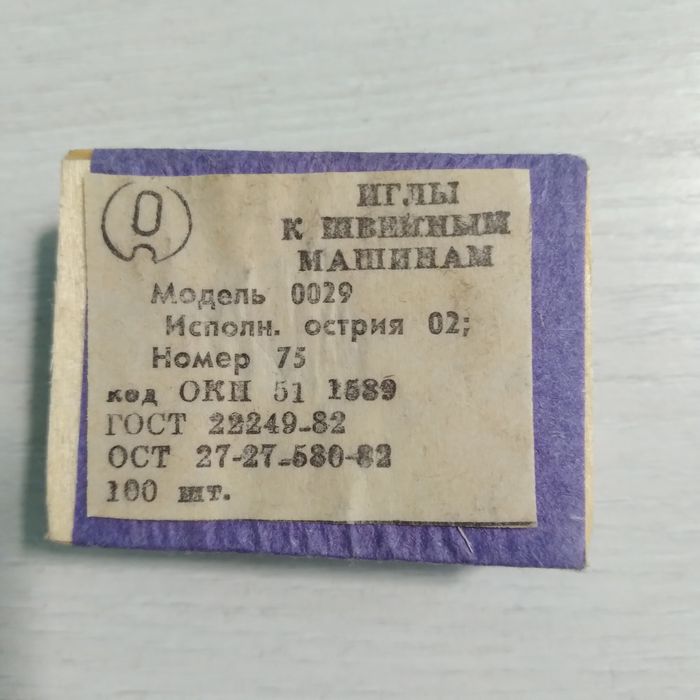 О
ИГЛЫ
К ШВЕЙНЫМ
МАШИНАМ
Модель 0029
Исполн. острия 02;
Номер 75
код ОКП 51 1589
ГОСТ 22249-82
ОСТ 27-27-580-82
100 шт.